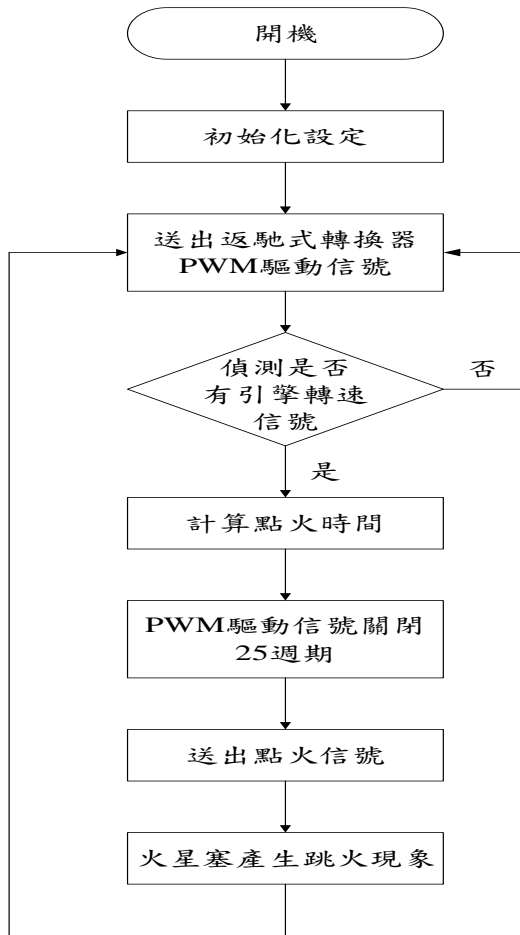 開機
初始化設定
送出返馳式轉換器
PWM驅動信號
偵測是否
有引擎轉速
信號
否
是
計算點火時間
PWM驅動信號關閉
25週期
送出點火信號
火星塞產生跳火現象